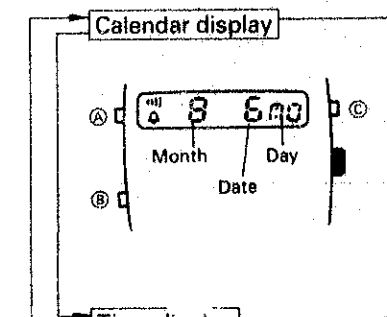 Calendar display
Ⓐ 8 6 mo Ⓒ
Month Day
Date
Ⓑ